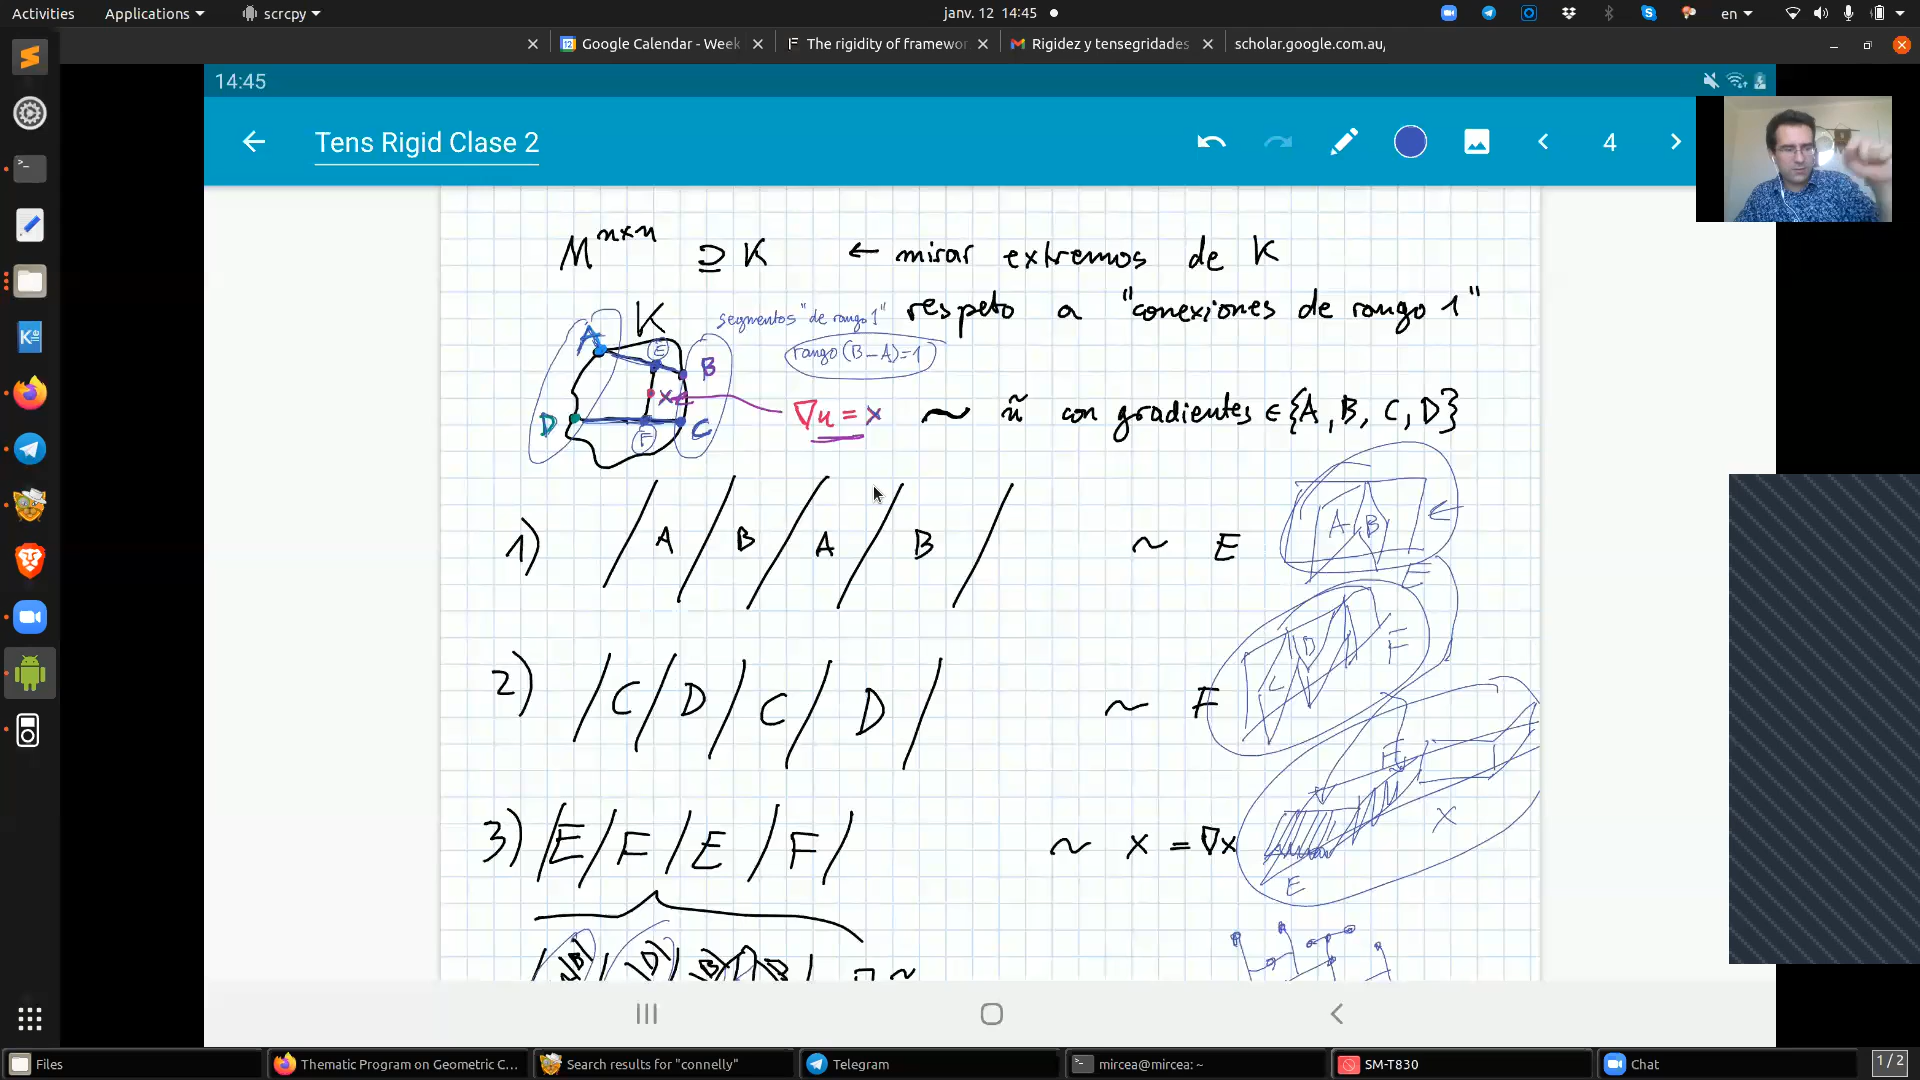 Activities Applications scrcpy janv. 12 14:45 en
Google Calendar - Week The rigidity of framewor Rigidez y tensegridades scholar.google.com.au,
14:45
Tens Rigid Clase 2 4
M^{n×n} ⊇ K ← mirar extremos de K
respeto a "conexiones de rango 1"
K segmentos "de rango 1"
A E B rango (B-A)=1
x ∇u = x ~ ũ con gradientes ∈ {A, B, C, D}
D F C
A B
1) / A / B / A / B / ~ E
E
C D F
2) / C / D / C / D / ~ F
F X
3) / E / F / E / F / ~ x = ∇x
E
Files Thematic Program on Geometric C... Search results for "connelly" Telegram mircea@mircea: ~ SM-T830 Chat 1 / 2